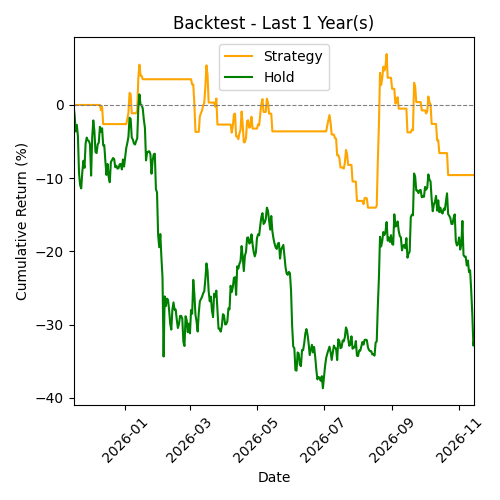 Backtest - Last 1 Year(s)
Strategy
Hold
Cumulative Return (%)
0
−10
−20
−30
−40
2026-01
2026-03
2026-05
2026-07
2026-09
2026-11
Date